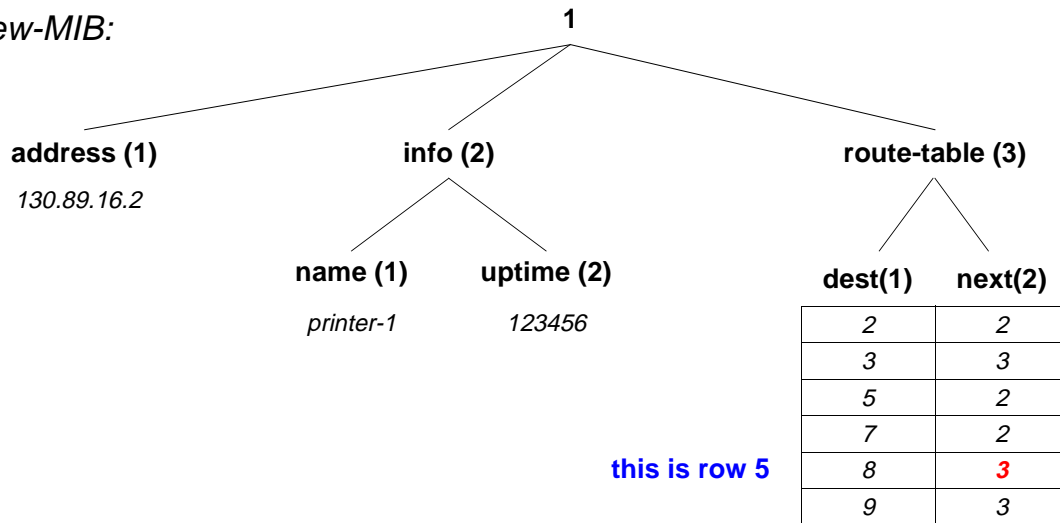 ew-MIB:
1
address (1) info (2) route-table (3)
130.89.16.2
name (1) uptime (2) dest(1) next(2)
printer-1 123456
2 2
3 3
5 2
7 2
this is row 5 8 3
9 3